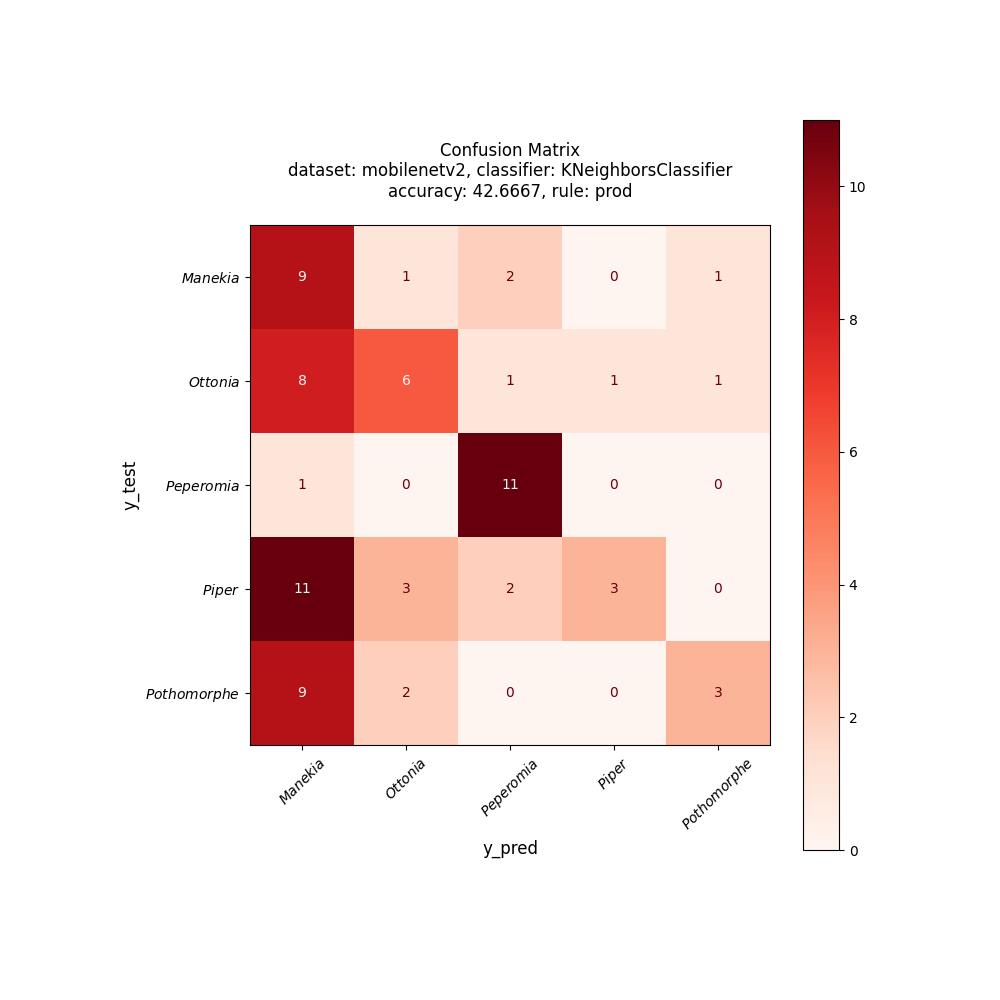 Confusion Matrix
dataset: mobilenetv2, classifier: KNeighborsClassifier
accuracy: 42.6667, rule: prod
Manekia 9 1 2 0 1
Ottonia 8 6 1 1 1
Peperomia 1 0 11 0 0
Piper 11 3 2 3 0
Pothomorphe 9 2 0 0 3
Manekia Ottonia Peperomia Piper Pothomorphe
y_pred
y_test
10
8
6
4
2
0